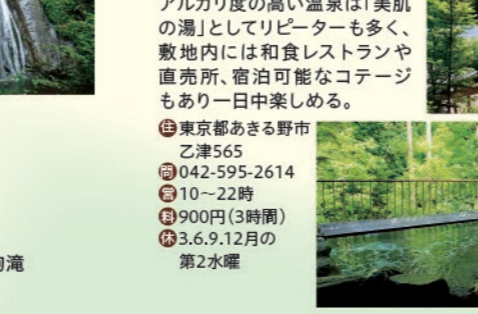 アルカリ度の高い温泉は「美肌
の湯」としてリピーターも多く、
敷地内には和食レストランや
直売所、宿泊可能なコテージ
もあり一日中楽しめる。
住 東京都あきる野市
乙津565
問 042-595-2614
営 10～22時
料 900円(3時間)
休 3.6.9.12月の
第2水曜
滝